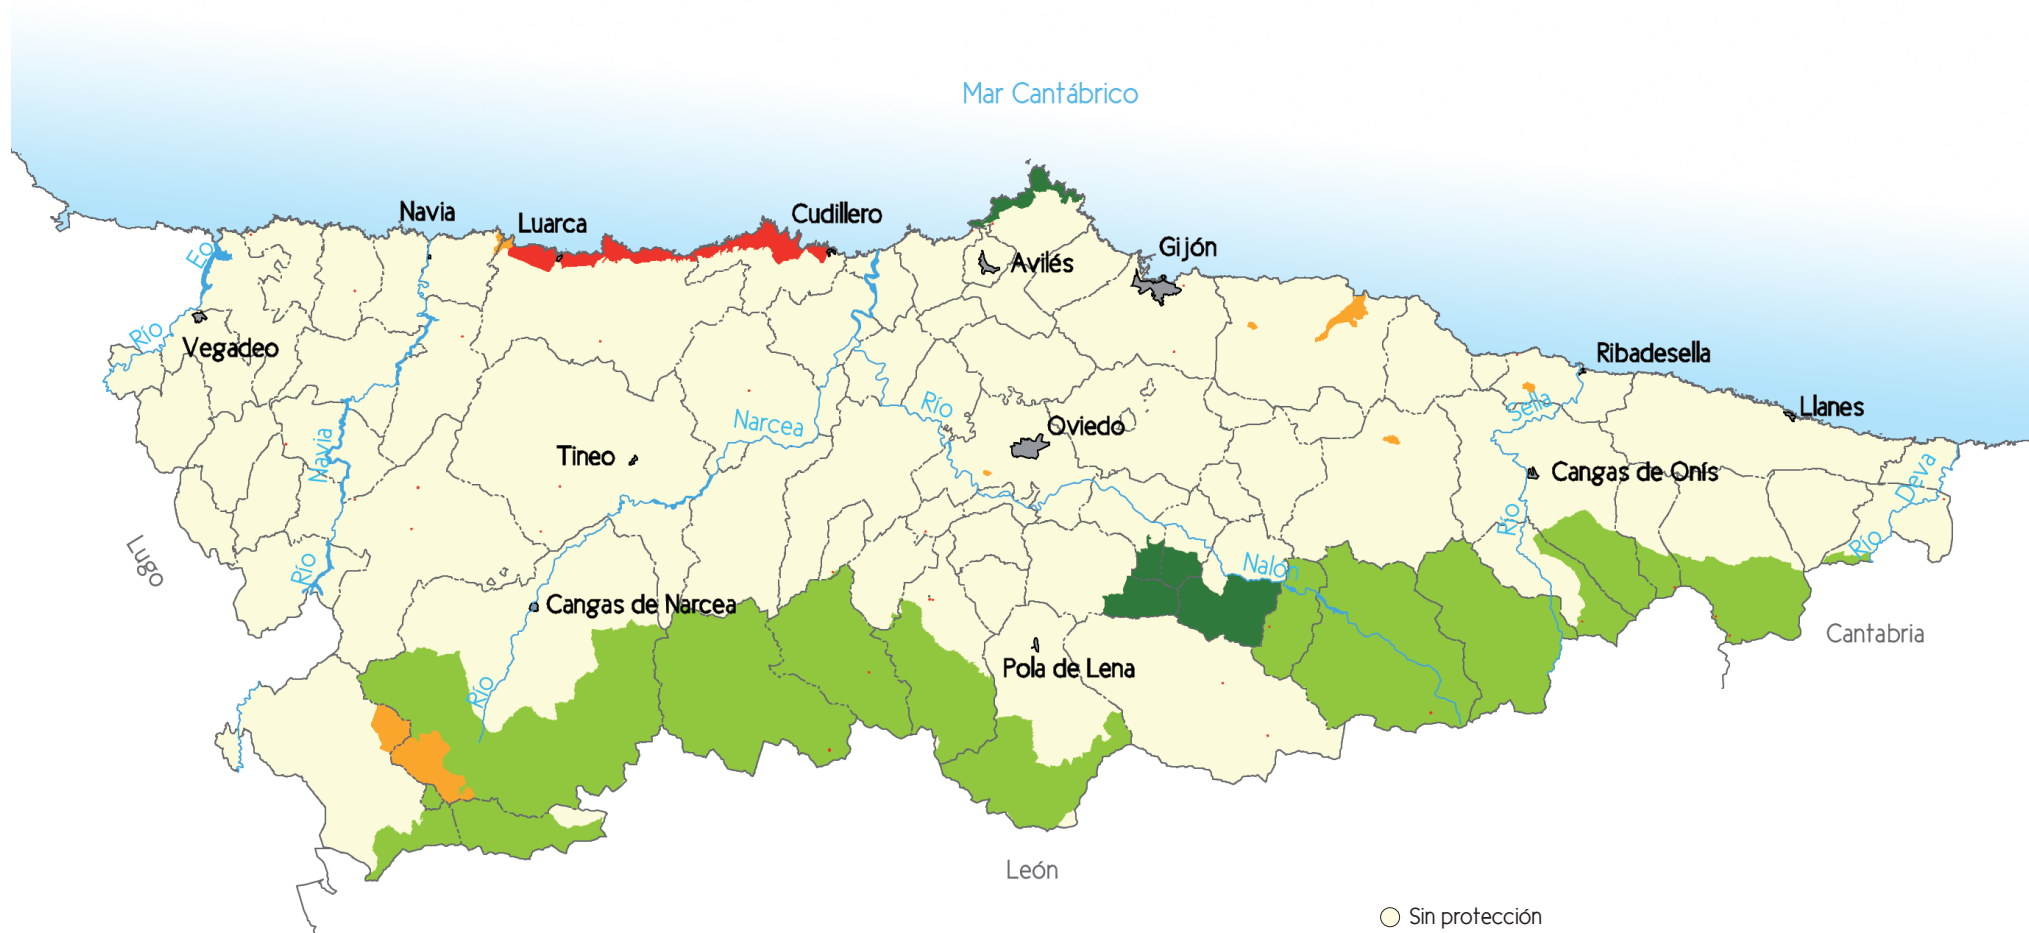 Mar Cantábrico
Navia
Luarca
Cudillero
Eo
Gijón
Avilés
Río
Vegadeo
Ribadesella
Río
Sella
Llanes
Narcea
Oviedo
Navia
Tineo
Cangas de Onís
Deva
Río
Río
Lugo
Río
Nalón
Cangas de Narcea
Cantabria
Pola de Lena
Río
León
Sin protección